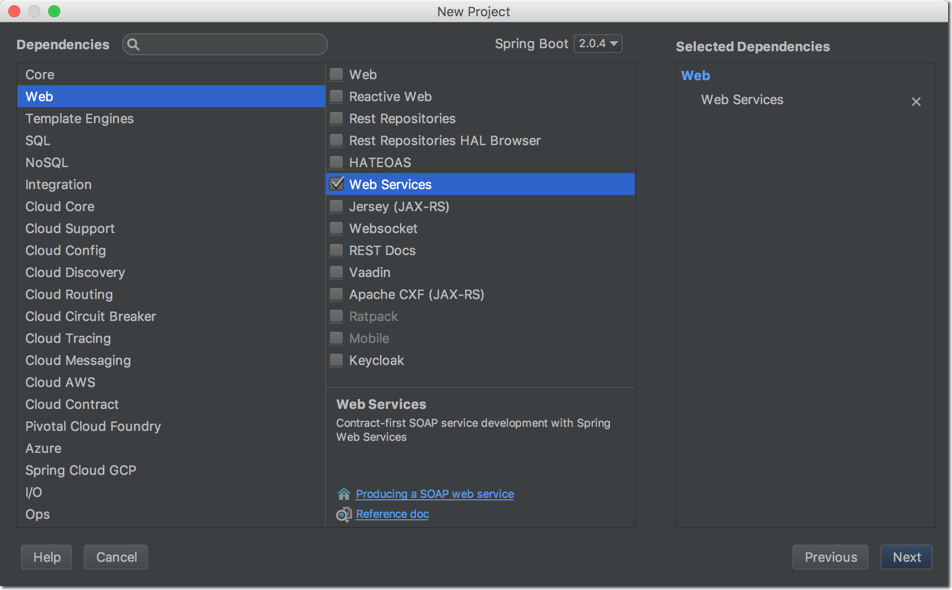 New Project
Dependencies
Spring Boot 2.0.4
Selected Dependencies
Core
Web
Template Engines
SQL
NoSQL
Integration
Cloud Core
Cloud Support
Cloud Config
Cloud Discovery
Cloud Routing
Cloud Circuit Breaker
Cloud Tracing
Cloud Messaging
Cloud AWS
Cloud Contract
Pivotal Cloud Foundry
Azure
Spring Cloud GCP
I/O
Ops
Web
Reactive Web
Rest Repositories
Rest Repositories HAL Browser
HATEOAS
Web Services
Jersey (JAX-RS)
Websocket
REST Docs
Vaadin
Apache CXF (JAX-RS)
Ratpack
Mobile
Keycloak
Web Services
Contract-first SOAP service development with Spring
Web Services
Producing a SOAP web service
Reference doc
Web
Web Services
Help
Cancel
Previous
Next